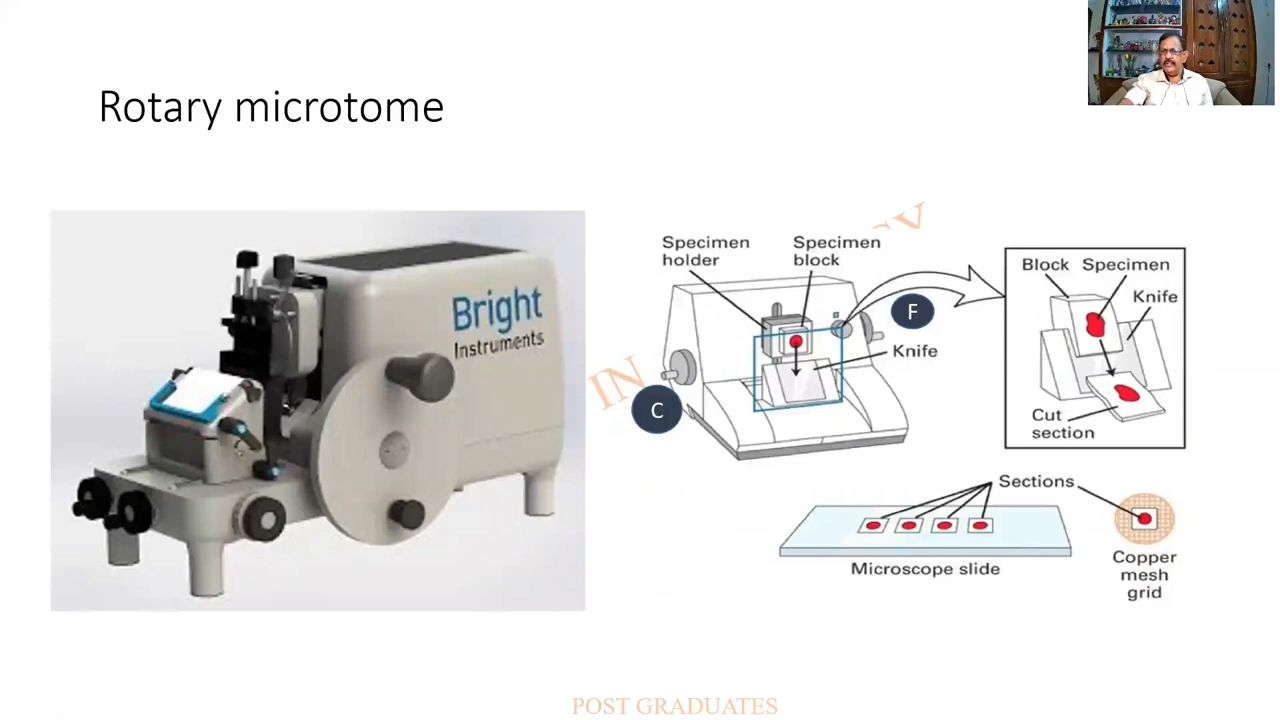 Rotary microtome
Bright
Instruments
Specimen
holder
Specimen
block
F
Knife
C
IN
Block Specimen
Knife
Cut
section
Sections
Microscope slide
Copper
mesh
grid
POST GRADUATES